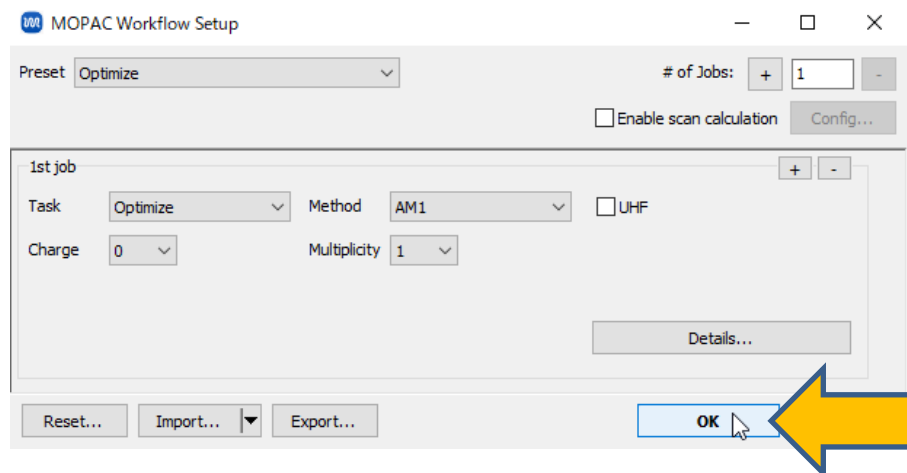 MOPAC Workflow Setup
Preset Optimize # of Jobs: + 1 -
Enable scan calculation Config...
1st job + -
Task Optimize Method AM1 UHF
Charge 0 Multiplicity 1
Details...
Reset... Import... Export... OK